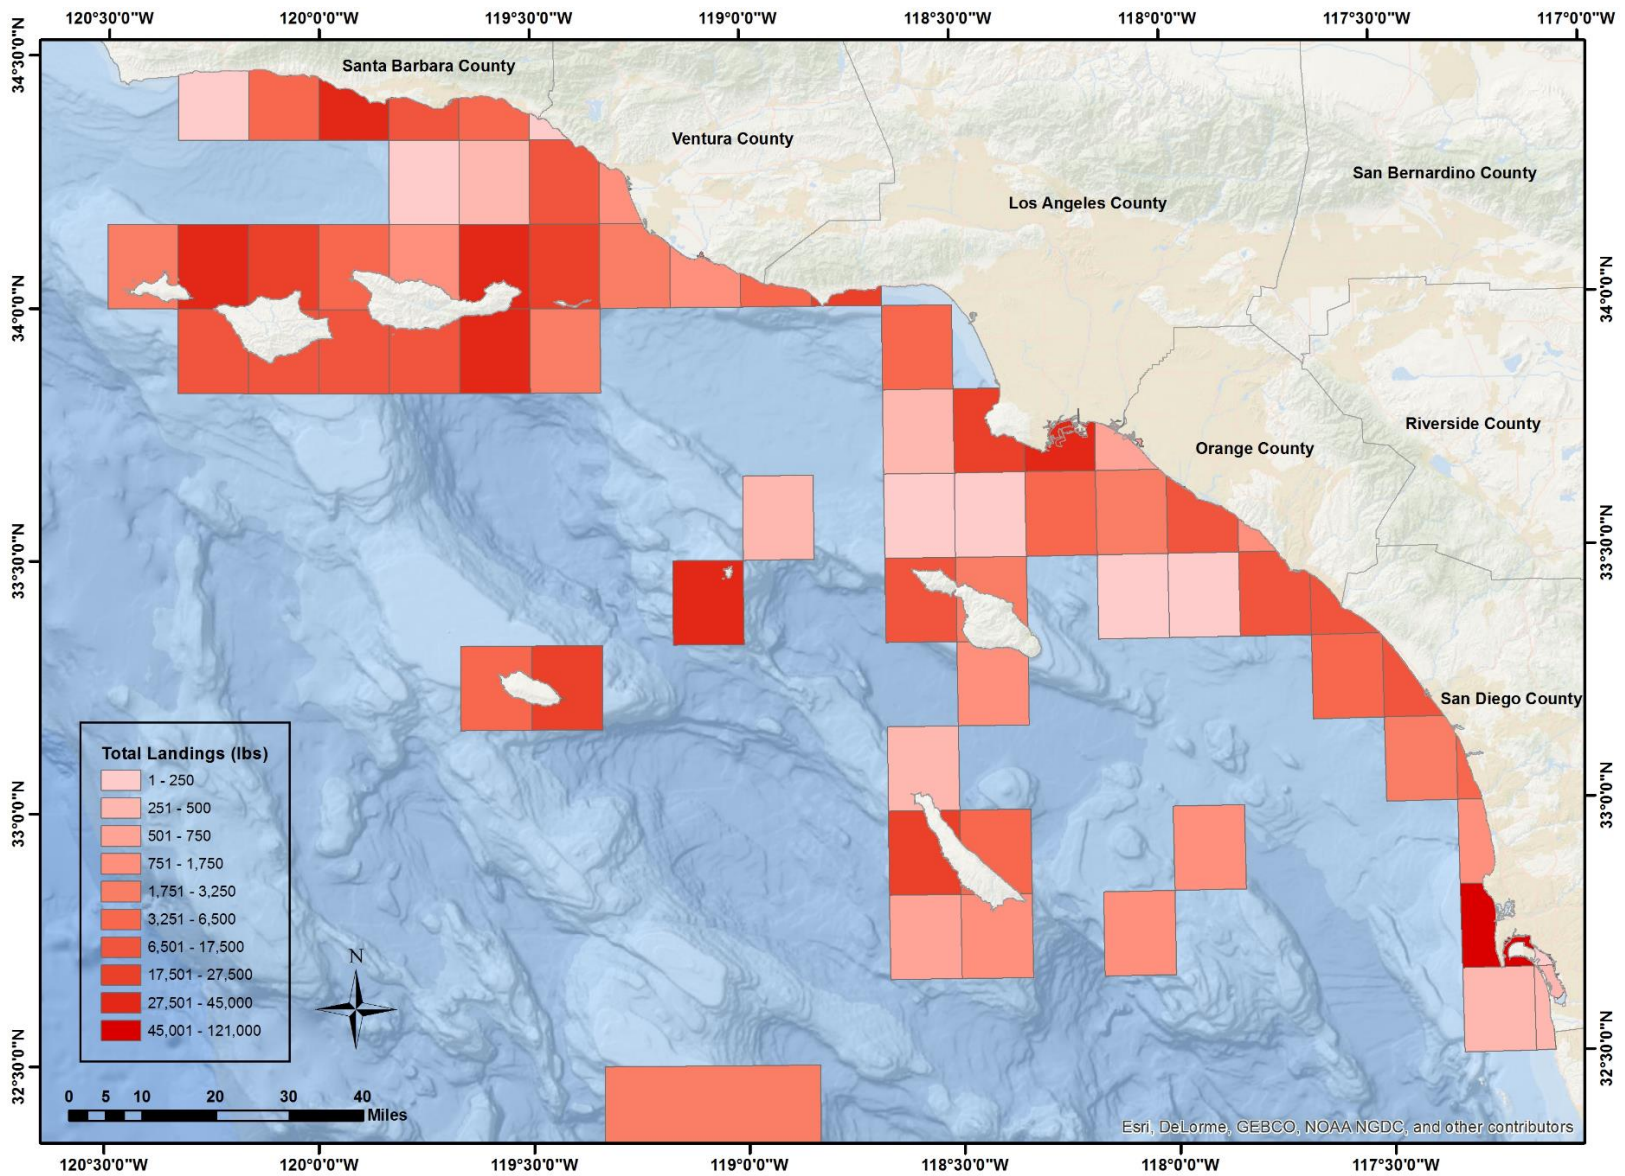 120°30'0"W 120°0'0"W 119°30'0"W 119°0'0"W 118°30'0"W 118°0'0"W 117°30'0"W 117°0'0"W
34°30'0"N
Santa Barbara County
Ventura County
San Bernardino County
Los Angeles County
34°0'0"N
34°0'0"N
Riverside County
Orange County
33°30'0"N
33°30'0"N
San Diego County
Total Landings (lbs)
1 - 250
251 - 500
501 - 750
751 - 1,750
1,751 - 3,250
3,251 - 6,500
6,501 - 17,500
17,501 - 27,500
27,501 - 45,000
45,001 - 121,000
33°0'0"N
33°0'0"N
N
32°30'0"N
32°30'0"N
0 5 10 20 30 40
Miles
Esri, DeLorme, GEBCO, NOAA NGDC, and other contributors
120°30'0"W 120°0'0"W 119°30'0"W 119°0'0"W 118°30'0"W 118°0'0"W 117°30'0"W